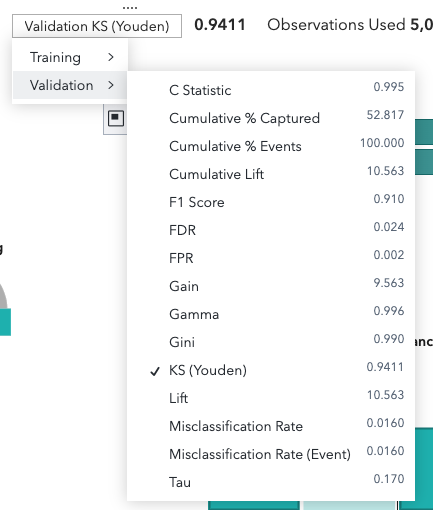 Validation KS (Youden) 0.9411 Observations Used 5,0
Training
Validation
C Statistic 0.995
Cumulative % Captured 52.817
Cumulative % Events 100.000
Cumulative Lift 10.563
F1 Score 0.910
FDR 0.024
FPR 0.002
Gain 9.563
Gamma 0.996
Gini 0.990
KS (Youden) 0.9411
Lift 10.563
Misclassification Rate 0.0160
Misclassification Rate (Event) 0.0160
Tau 0.170